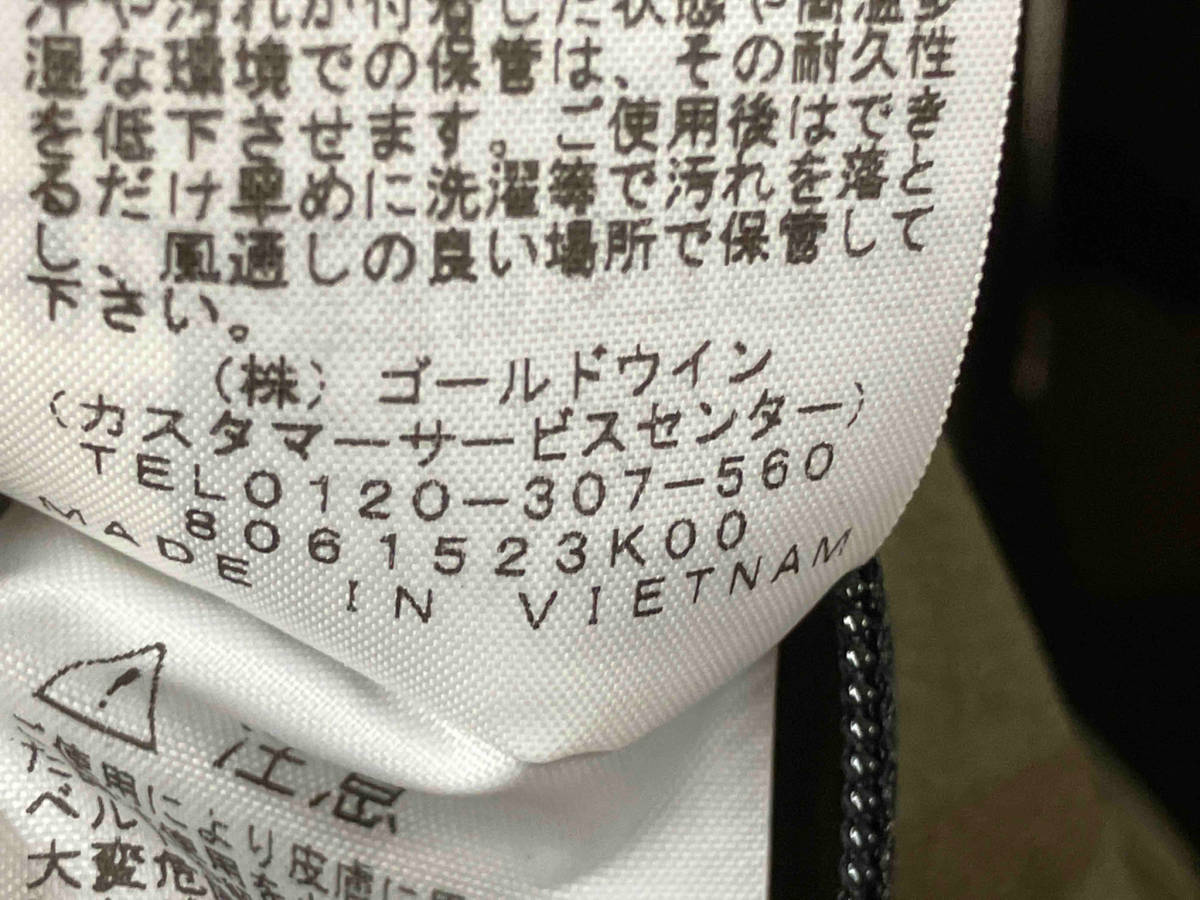 汗や汚れが付着した状態や高温多
湿な環境での保管は、その耐久性
を低下させます。ご使用後はでき
るだけ早めに洗濯等で汚れを落と
し、風通しの良い場所で保管して
下さい。
(株) ゴールドウイン
(カスタマーサービスセンター)
TEL0120-307-560
8061523K00
MADE IN VIETNAM
注意
使用により皮膚に
ベル
大変危